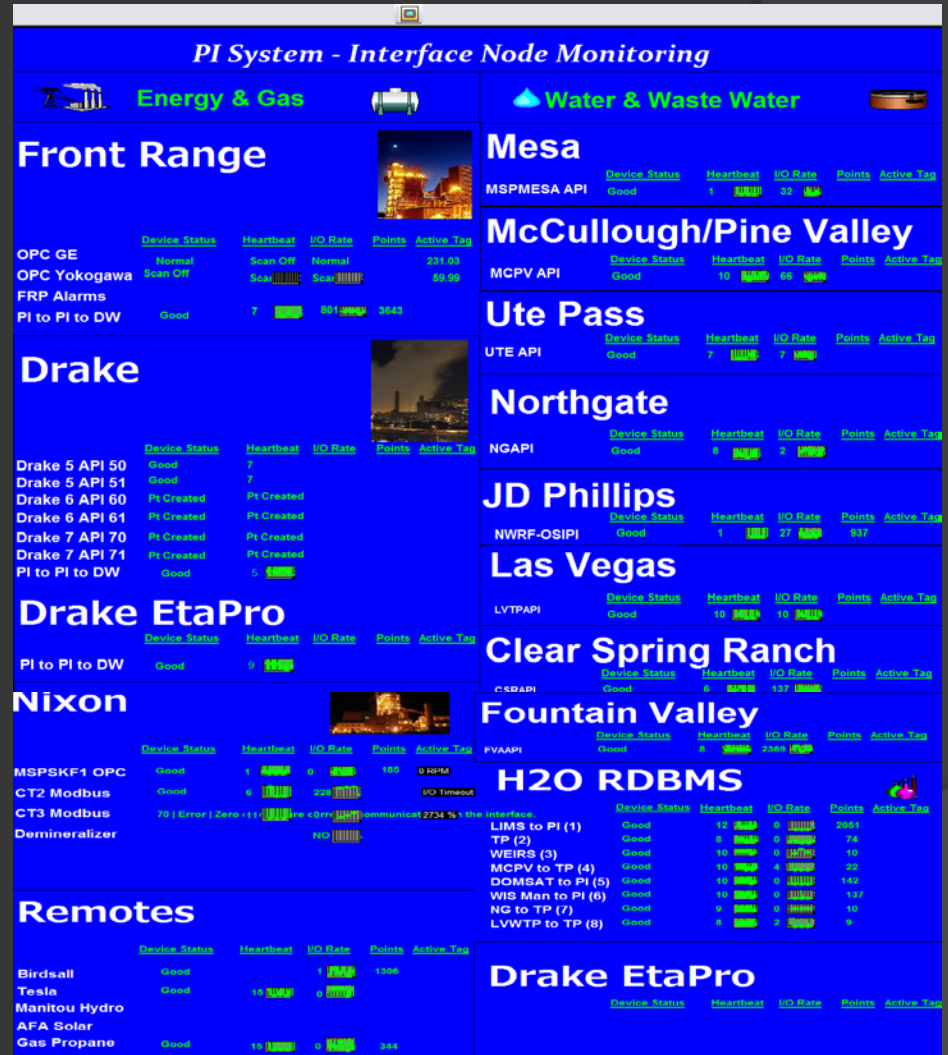 PI System - Interface Node Monitoring
Energy & Gas
Front Range
Device Status Heartbeat I/O Rate Points Active Tag
OPC GE Normal Scan Off Normal 231.03
OPC Yokogawa Scan Off Scan Scan 59.99
FRP Alarms
PI to PI to DW Good 7 801 3643
Drake
Device Status Heartbeat I/O Rate Points Active Tag
Drake 5 API 50 Good 7
Drake 5 API 51 Good 7
Drake 6 API 60 Pt Created Pt Created
Drake 6 API 61 Pt Created Pt Created
Drake 7 API 70 Pt Created Pt Created
Drake 7 API 71 Pt Created Pt Created
PI to PI to DW Good 5
Drake EtaPro
Device Status Heartbeat I/O Rate Points Active Tag
PI to PI to DW Good 9
Nixon
Device Status Heartbeat I/O Rate Points Active Tag
MSPSKF1 OPC Good 1 0 185 0 RPM
CT2 Modbus Good 6 228 I/O Timeout
CT3 Modbus 70 | Error | Zero 2734 % the interface.
Demineralizer NO
Remotes
Device Status Heartbeat I/O Rate Points Active Tag
Birdsall Good 1 1306
Tesla Good 15 0
Manitou Hydro
AFA Solar
Gas Propane Good 15 0 344
Water & Waste Water
Mesa
Device Status Heartbeat I/O Rate Points Active Tag
MSPMESA API Good 1 32
McCullough/Pine Valley
Device Status Heartbeat I/O Rate Points Active Tag
MCPV API Good 10 66
Ute Pass
Device Status Heartbeat I/O Rate Points Active Tag
UTE API Good 7 7
Northgate
Device Status Heartbeat I/O Rate Points Active Tag
NGAPI Good 8 2
JD Phillips
Device Status Heartbeat I/O Rate Points Active Tag
NWRF-OSIPI Good 1 27 937
Las Vegas
Device Status Heartbeat I/O Rate Points Active Tag
LVTPAPI Good 10 10
Clear Spring Ranch
Device Status Heartbeat I/O Rate Points Active Tag
CSRAPI Good 6 137
Fountain Valley
Device Status Heartbeat I/O Rate Points Active Tag
FVAAPI Good 8 2369
H2O RDBMS
Device Status Heartbeat I/O Rate Points Active Tag
LIMS to PI (1) Good 12 0 2051
TP (2) Good 8 0 74
WEIRS (3) Good 10 0 10
MCPV to TP (4) Good 10 4 22
DOMSAT to PI (5) Good 10 0 142
WIS Man to PI (6) Good 10 0 137
NG to TP (7) Good 9 0 10
LVWTP to TP (8) Good 8 2 9
Drake EtaPro
Device Status Heartbeat I/O Rate Points Active Tag